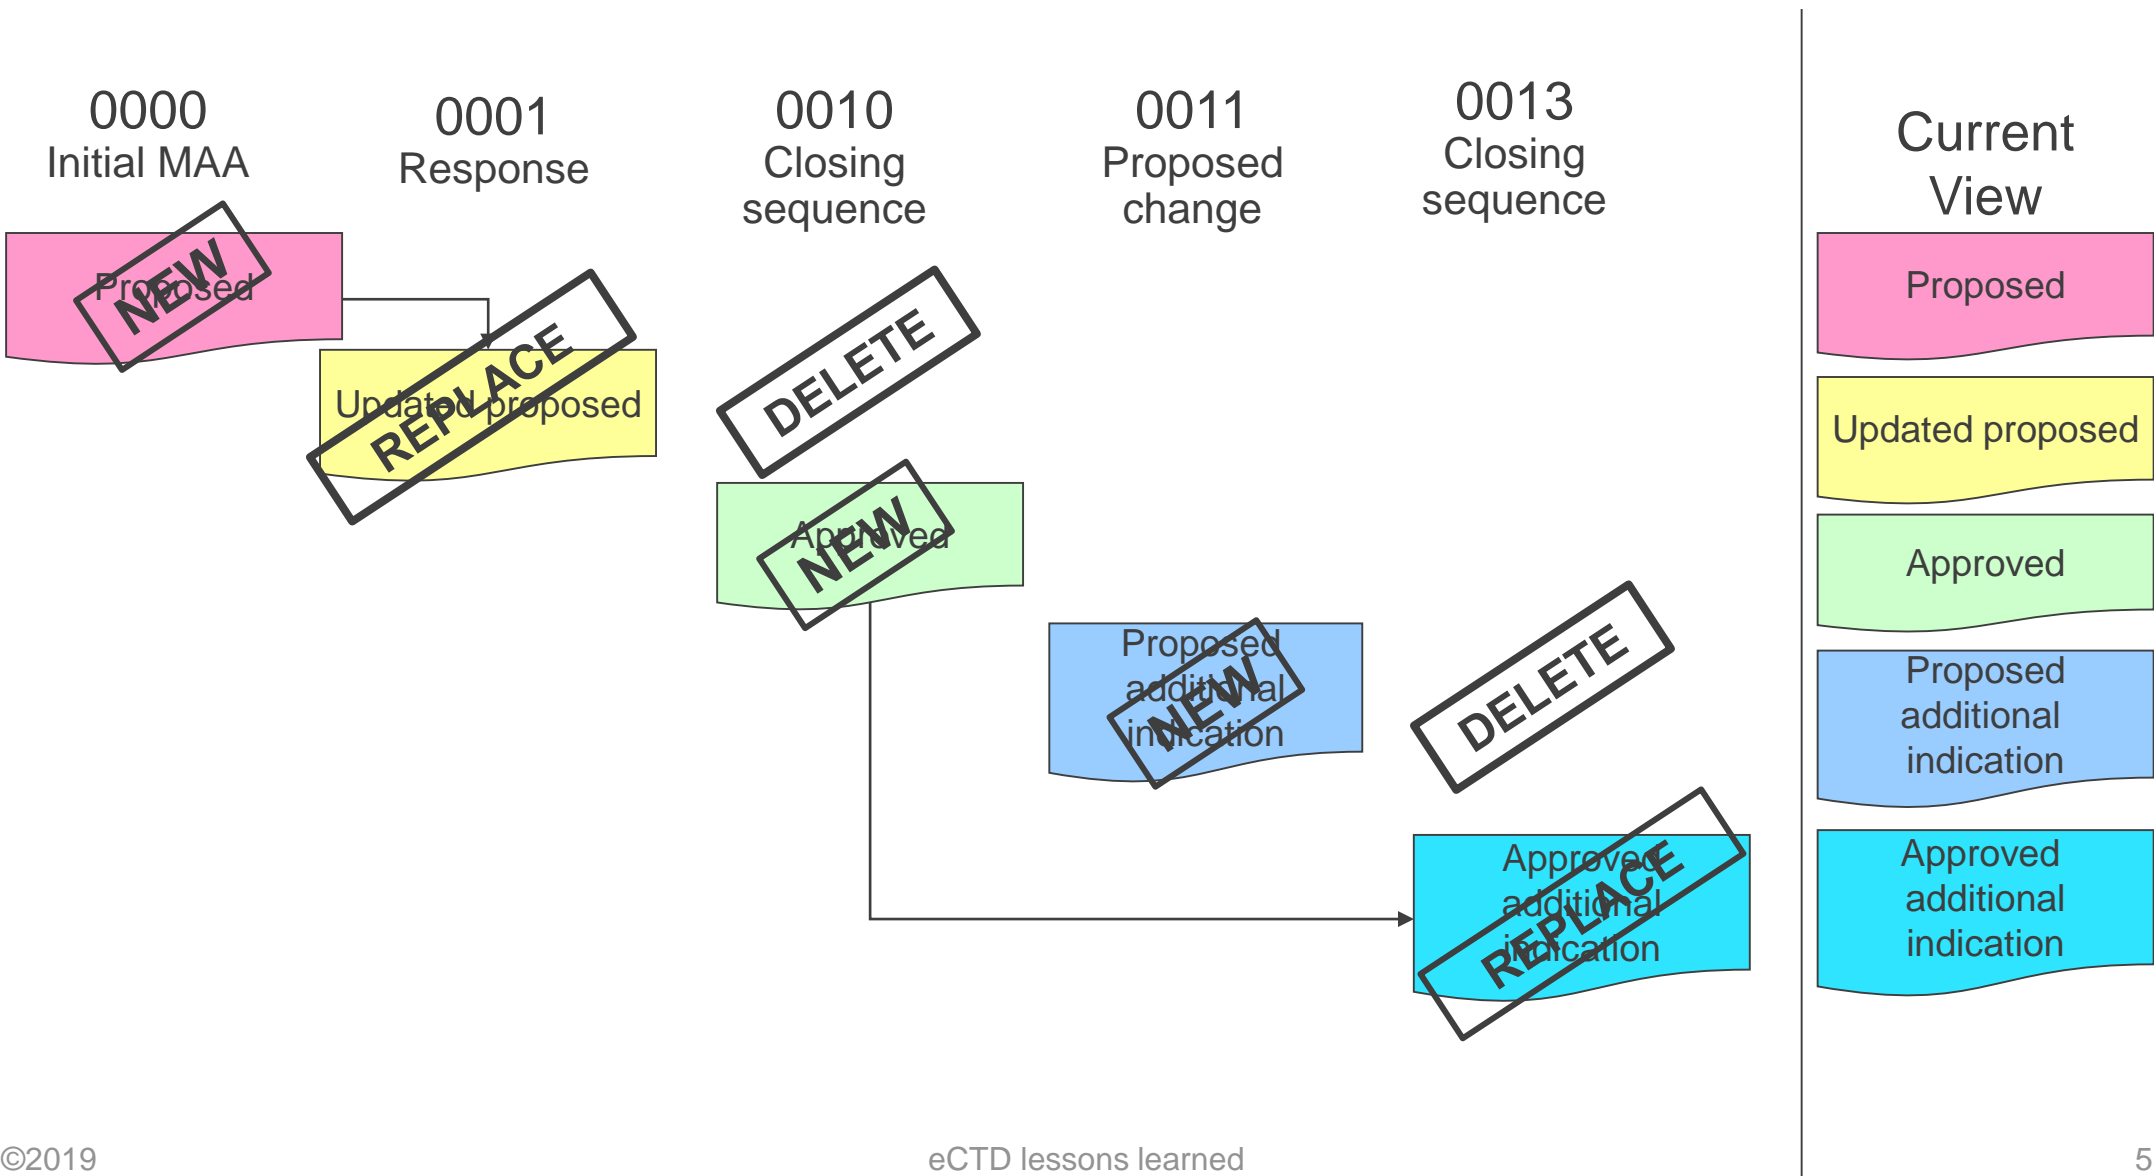 0000
Initial MAA
0001
Response
0010
Closing
sequence
0011
Proposed
change
0013
Closing
sequence
Current
View
Proposed
NEW
Updated proposed
REPLACE
DELETE
Approved
NEW
Proposed
additional
indication
NEW
DELETE
Approved
additional
indication
REPLACE
Proposed
Updated proposed
Approved
Proposed
additional
indication
Approved
additional
indication
©2019
eCTD lessons learned
5